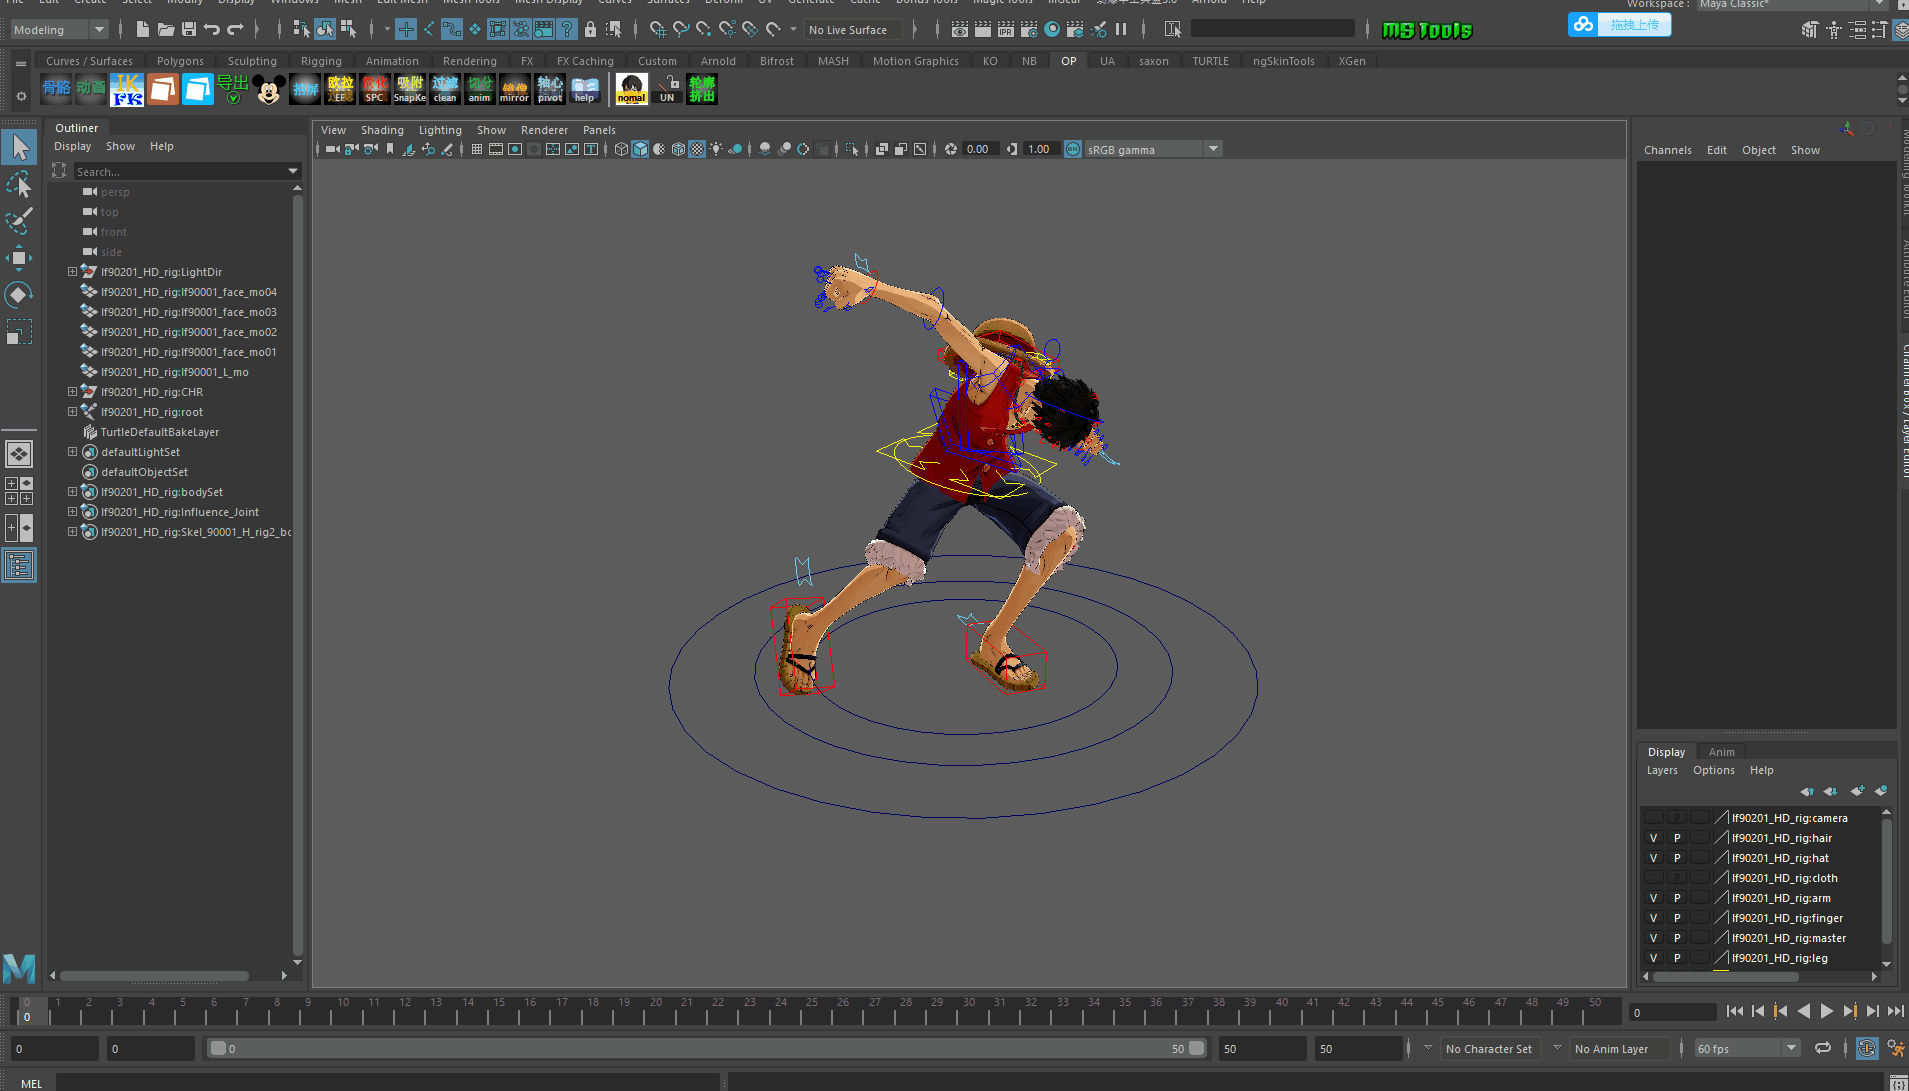 Workspace : Maya Classic*
Modeling
No Live Surface
MS Tools
拖拽上传
Curves / Surfaces Polygons Sculpting Rigging Animation Rendering FX FX Caching Custom Arnold Bifrost MASH Motion Graphics KO NB OP UA saxon TURTLE ngSkinTools XGen
骨骼 动画 IK FK 导出 抽屏 欧拉 EF SPC 吸附 SnapKe 过滤 clean 切分 anim 镜像 mirror 轴心 pivot help nomal UN 轮廓 挤出
Outliner
Display Show Help
Search...
persp
top
front
side
lf90201_HD_rig:LightDir
lf90201_HD_rig:lf90001_face_mo04
lf90201_HD_rig:lf90001_face_mo03
lf90201_HD_rig:lf90001_face_mo02
lf90201_HD_rig:lf90001_face_mo01
lf90201_HD_rig:lf90001_L_mo
lf90201_HD_rig:CHR
lf90201_HD_rig:root
TurtleDefaultBakeLayer
defaultLightSet
defaultObjectSet
lf90201_HD_rig:bodySet
lf90201_HD_rig:Influence_Joint
lf90201_HD_rig:Skel_90001_H_rig2_bo
View Shading Lighting Show Renderer Panels
0.00 1.00 ON sRGB gamma
Channels Edit Object Show
Display Anim
Layers Options Help
P lf90201_HD_rig:camera
V P lf90201_HD_rig:hair
V P lf90201_HD_rig:hat
P lf90201_HD_rig:cloth
V P lf90201_HD_rig:arm
V P lf90201_HD_rig:finger
V P lf90201_HD_rig:master
V P lf90201_HD_rig:leg
0 1 2 3 4 5 6 7 8 9 10 11 12 13 14 15 16 17 18 19 20 21 22 23 24 25 26 27 28 29 30 31 32 33 34 35 36 37 38 39 40 41 42 43 44 45 46 47 48 49 50
0 0
0 0 0 50 50 50 No Character Set No Anim Layer 60 fps
MEL